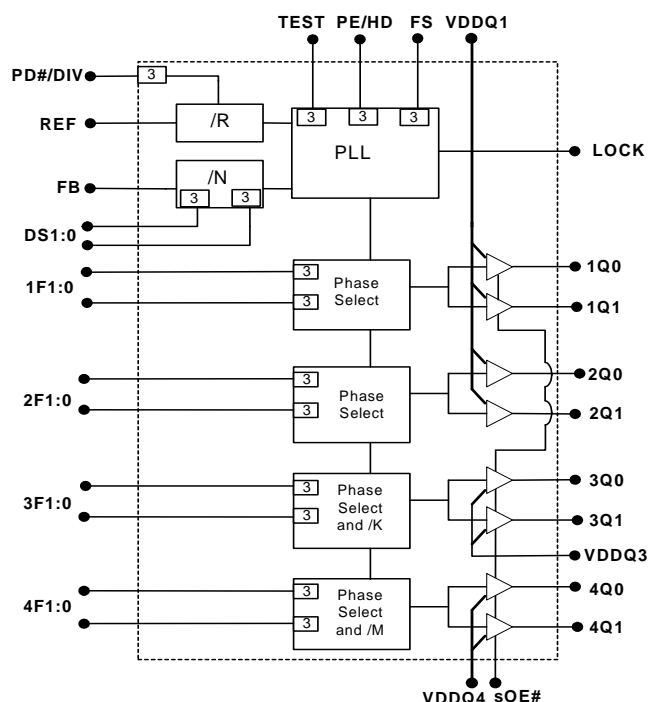 TEST PE/HD FS VDDQ1
PD#/DIV 3
REF /R 3 3 3
PLL LOCK
FB /N
3 3
DS1:0
1F1:0 3 Phase 1Q0
3 Select 1Q1
2F1:0 3 Phase 2Q0
3 Select 2Q1
3F1:0 3 Phase 3Q0
3 Select 3Q1
and /K
VDDQ3
4F1:0 3 Phase 4Q0
Select
3 and /M 4Q1
VDDQ4 sOE#